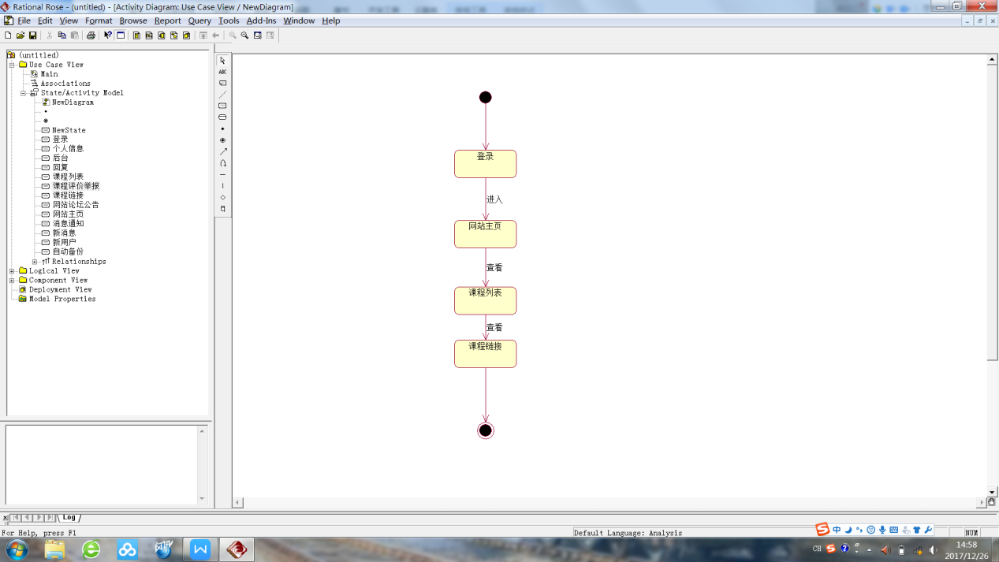 Rational Rose - (untitled) - [Activity Diagram: Use Case View / NewDiagram]
File Edit View Format Browse Report Query Tools Add-Ins Window Help
(untitled)
Use Case View
Main
Associations
State/Activity Model
NewDiagram
NewState
登录
个人信息
后台
回复
课程列表
课程评价举报
课程链接
网站论坛公告
网站主页
消息通知
新消息
新用户
自动备份
Relationships
Logical View
Component View
Deployment View
Model Properties
ABC
登录
进入
网站主页
查看
课程列表
查看
课程链接
Log
For Help, press F1
Default Language: Analysis
NUM
中
CH
14:58
2017/12/26